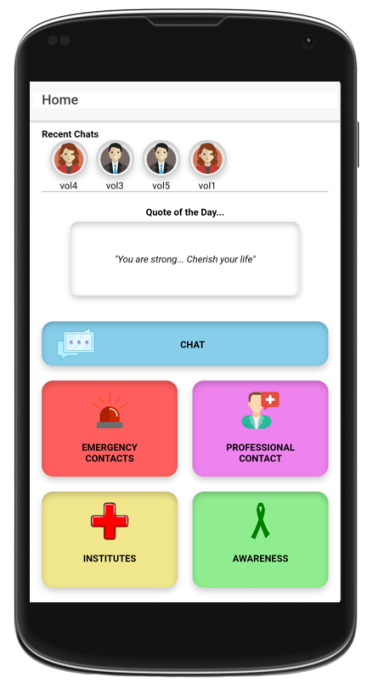 Home
Recent Chats
vol4 vol3 vol5 vol1
Quote of the Day...
"You are strong... Cherish your life"
CHAT
EMERGENCY
CONTACTS
PROFESSIONAL
CONTACT
INSTITUTES
AWARENESS